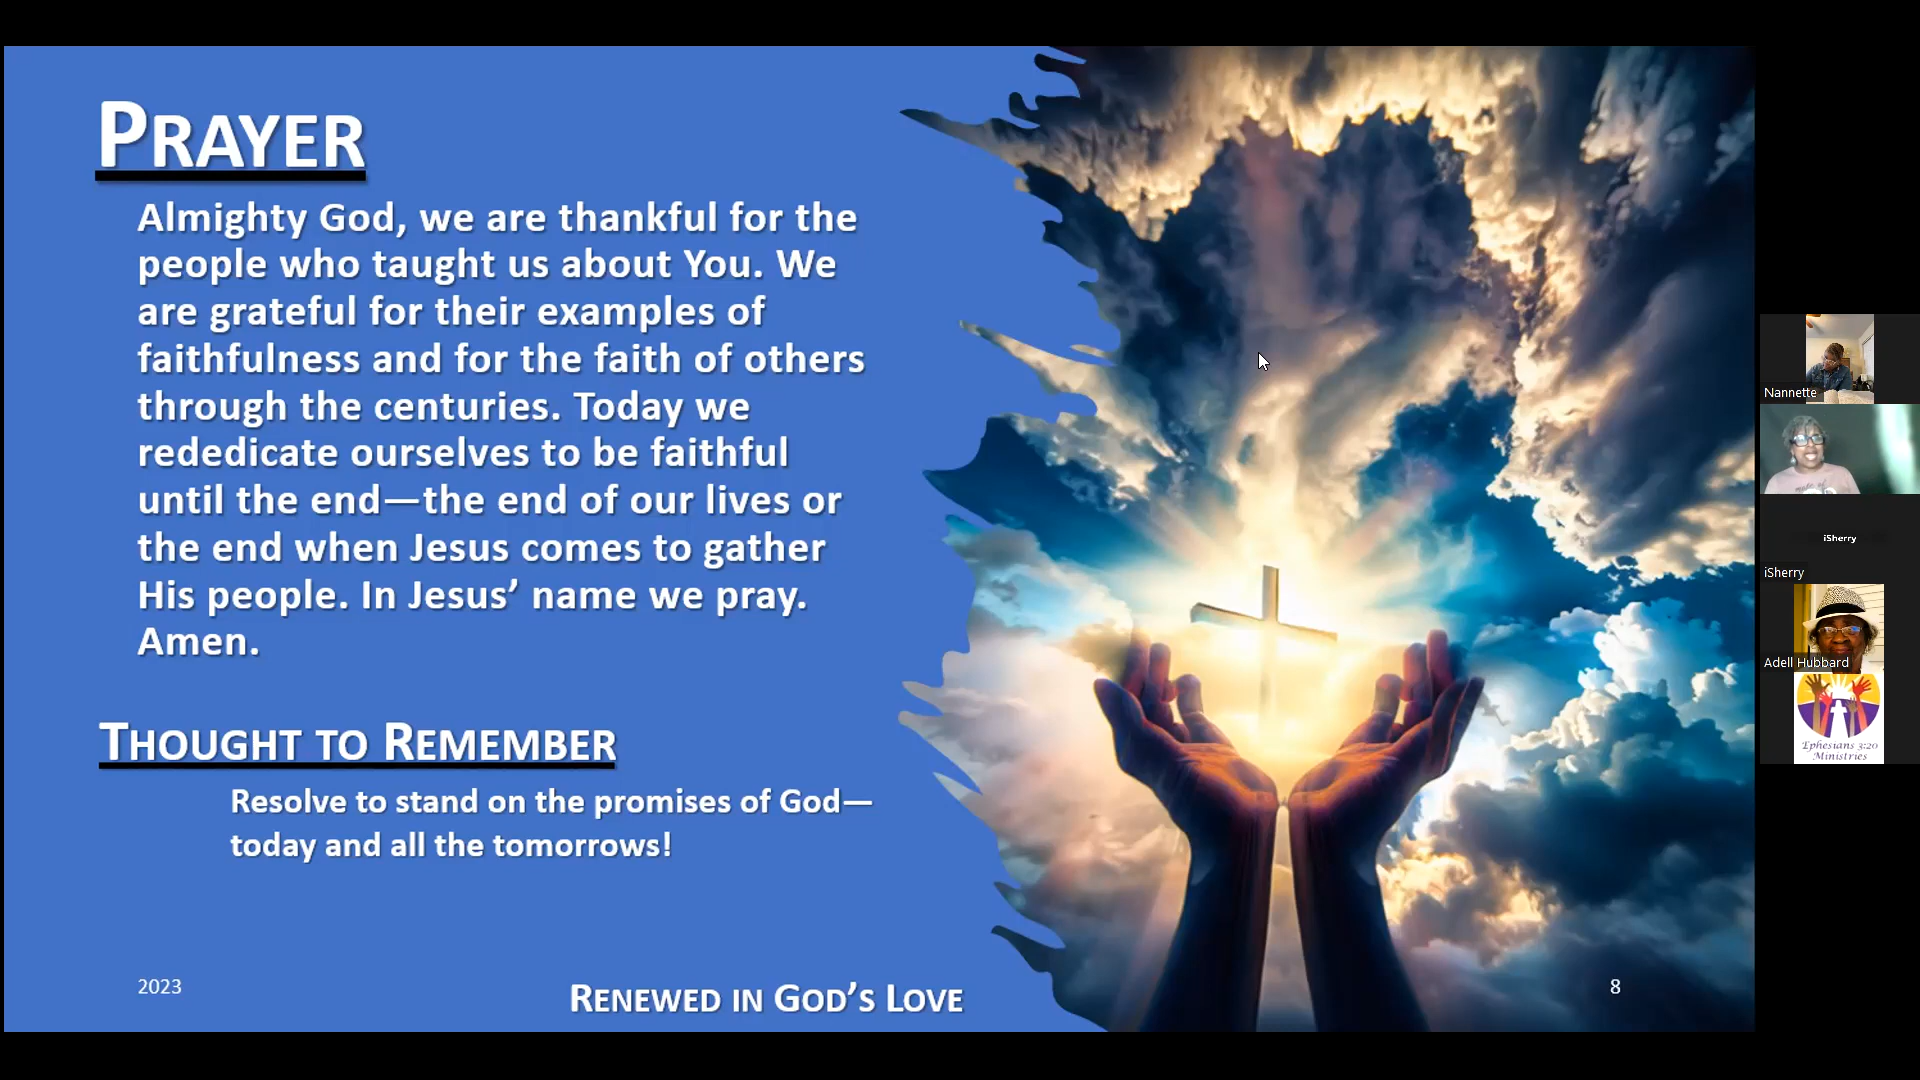 PRAYER
Almighty God, we are thankful for the
people who taught us about You. We
are grateful for their examples of
faithfulness and for the faith of others
through the centuries. Today we
rededicate ourselves to be faithful
until the end—the end of our lives or
the end when Jesus comes to gather
His people. In Jesus’ name we pray.
Amen.
THOUGHT TO REMEMBER
Resolve to stand on the promises of God—
today and all the tomorrows!
2023
RENEWED IN GOD’S LOVE
8
Nannette
iSherry
iSherry
Adell Hubbard
Ephesians 3:20
Ministries